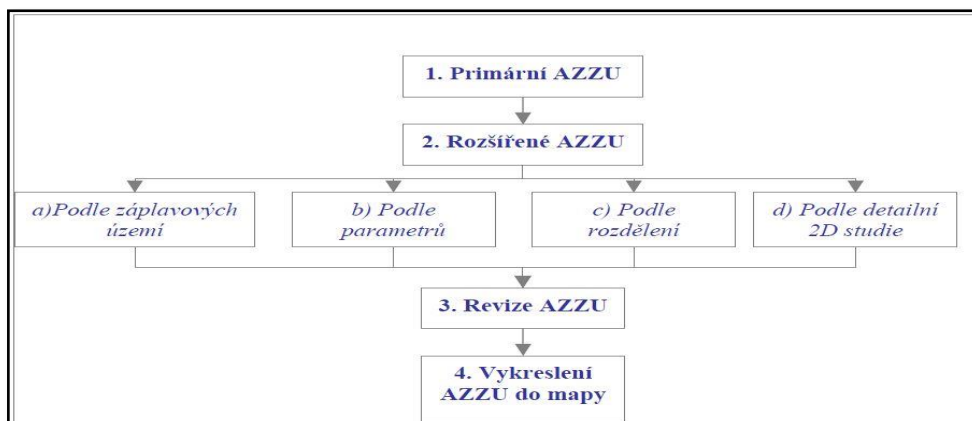 1. Primární AZZU
2. Rozšířené AZZU
a)Podle záplavových
území
b) Podle
parametrů
c) Podle
rozdělení
d) Podle detailní
2D studie
3. Revize AZZU
4. Vykreslení
AZZU do mapy